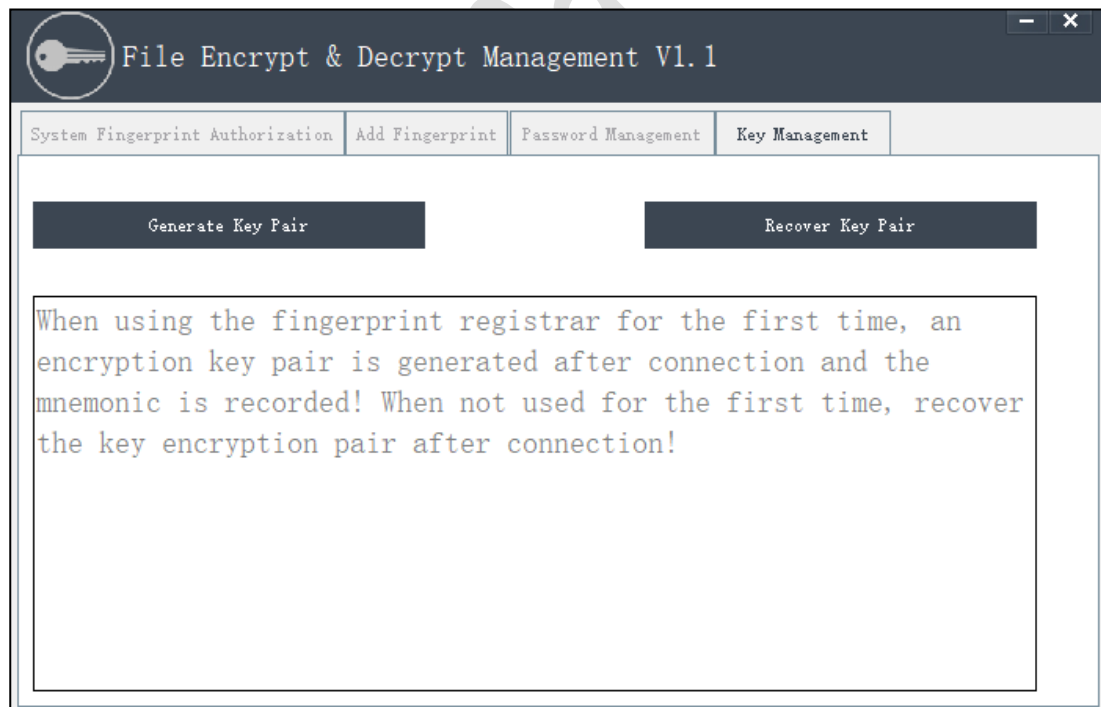 File Encrypt & Decrypt Management V1.1
System Fingerprint Authorization Add Fingerprint Password Management Key Management
Generate Key Pair Recover Key Pair
When using the fingerprint registrar for the first time, an
encryption key pair is generated after connection and the
mnemonic is recorded! When not used for the first time, recover
the key encryption pair after connection!